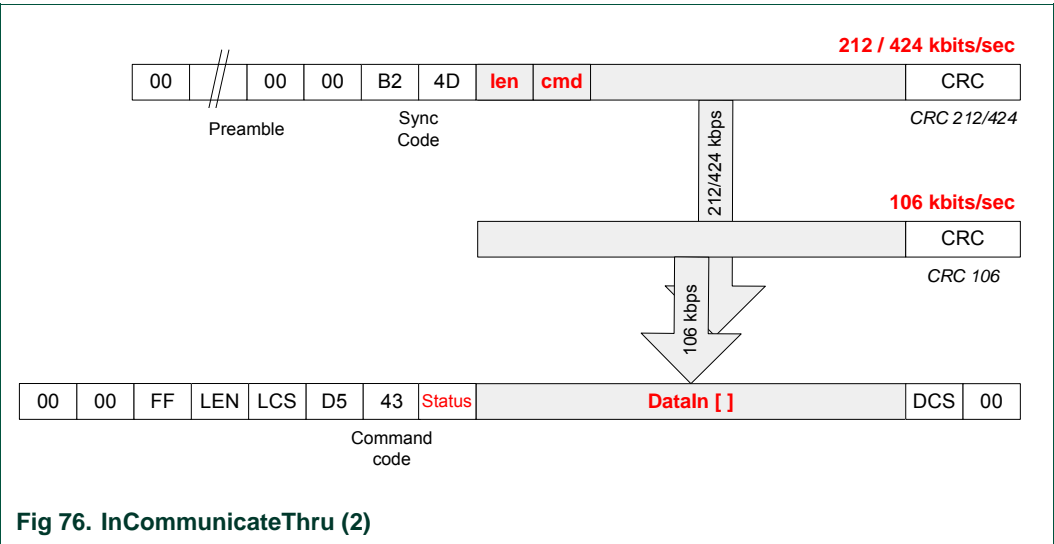 212 / 424 kbits/sec
00 00 00 B2 4D len cmd CRC
Preamble
Sync
Code
CRC 212/424
212/424 kbps
106 kbits/sec
CRC
CRC 106
106 kbps
00 00 FF LEN LCS D5 43 Status DataIn [ ] DCS 00
Command
code
Fig 76. InCommunicateThru (2)